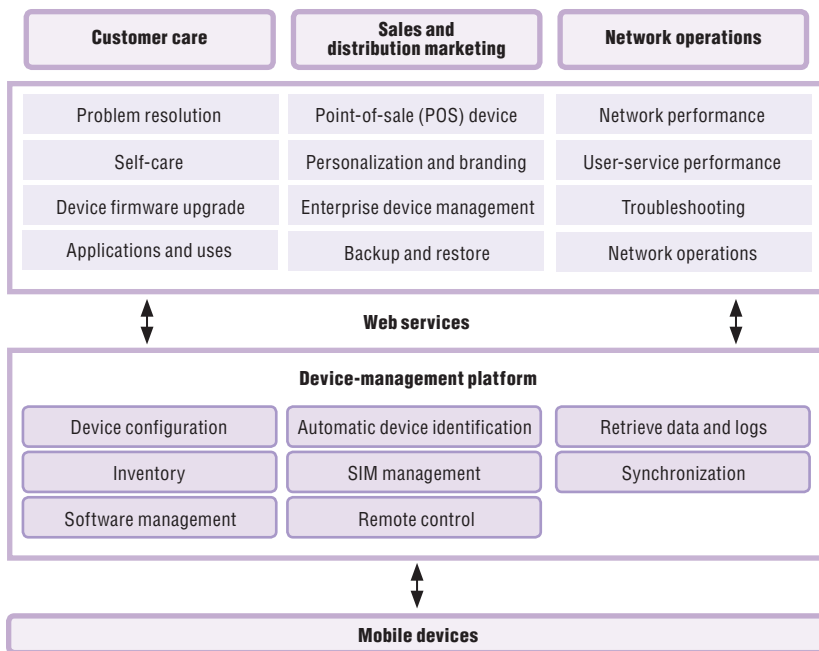 Customer care
Sales and
distribution marketing
Network operations
Problem resolution
Point-of-sale (POS) device
Network performance
Self-care
Personalization and branding
User-service performance
Device firmware upgrade
Enterprise device management
Troubleshooting
Applications and uses
Backup and restore
Network operations
Web services
Device-management platform
Device configuration
Automatic device identification
Retrieve data and logs
Inventory
SIM management
Synchronization
Software management
Remote control
Mobile devices